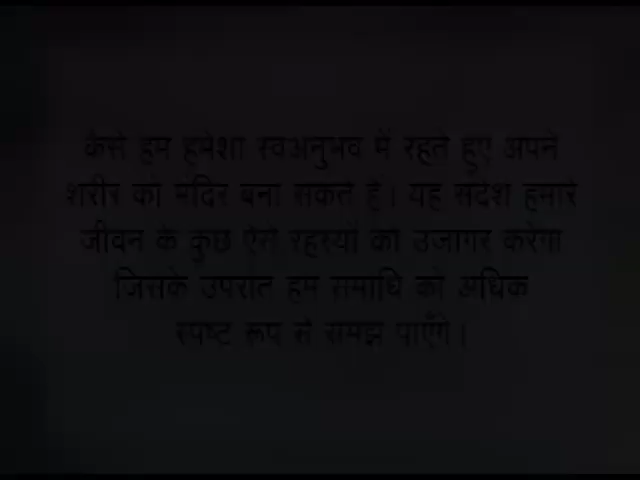 कैसे हम हमेशा स्वअनुभव में रहते हुए अपने
शरीर को मंदिर बना सकते हैं। यह संदेश हमारे
जीवन के कुछ ऐसे रहस्यों को उजागर करेगा
जिसके उपरांत हम समाधि को अधिक
स्पष्ट रूप से समझ पाएँगे।